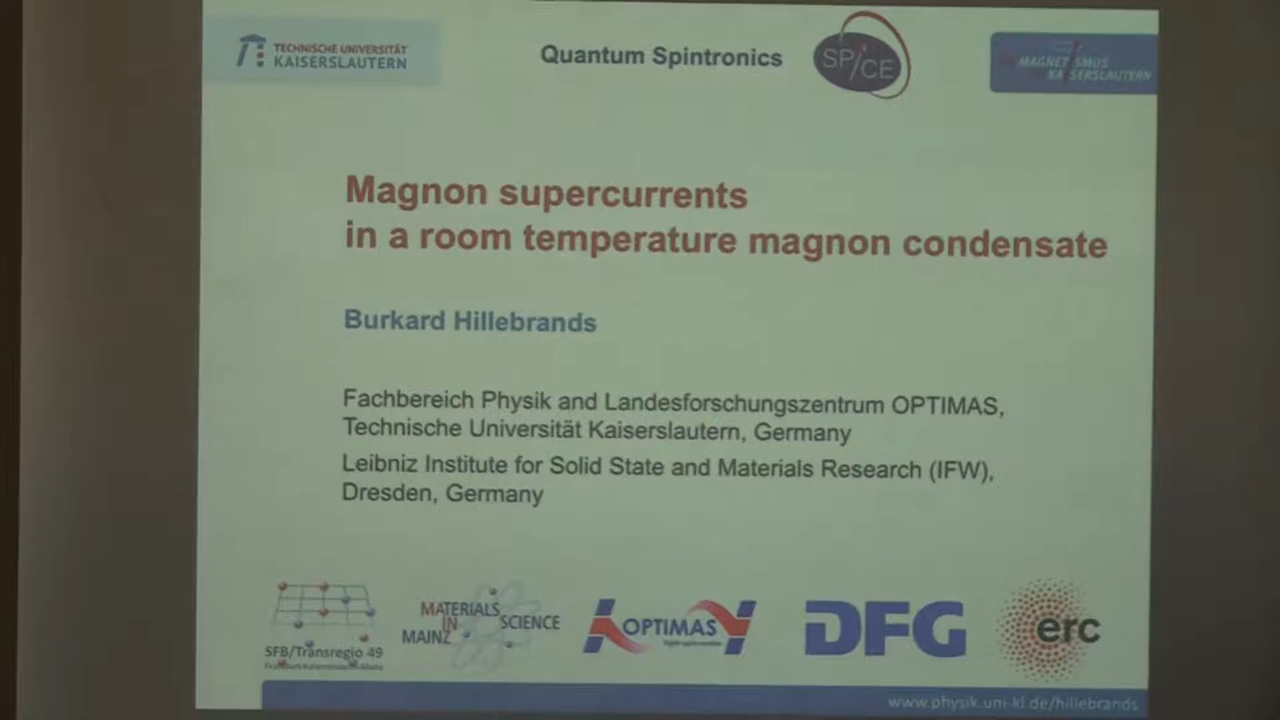 TECHNISCHE UNIVERSITÄT
KAISERSLAUTERN
Quantum Spintronics
SPICE
MAGNETISMUS
KAISERSLAUTERN
Magnon supercurrents
in a room temperature magnon condensate
Burkard Hillebrands
Fachbereich Physik and Landesforschungszentrum OPTIMAS,
Technische Universität Kaiserslautern, Germany
Leibniz Institute for Solid State and Materials Research (IFW),
Dresden, Germany
SFB/Transregio 49
MATERIALS
IN SCIENCE
MAINZ
OPTIMAS
DFG
erc
www.physik.uni-kl.de/hillebrands